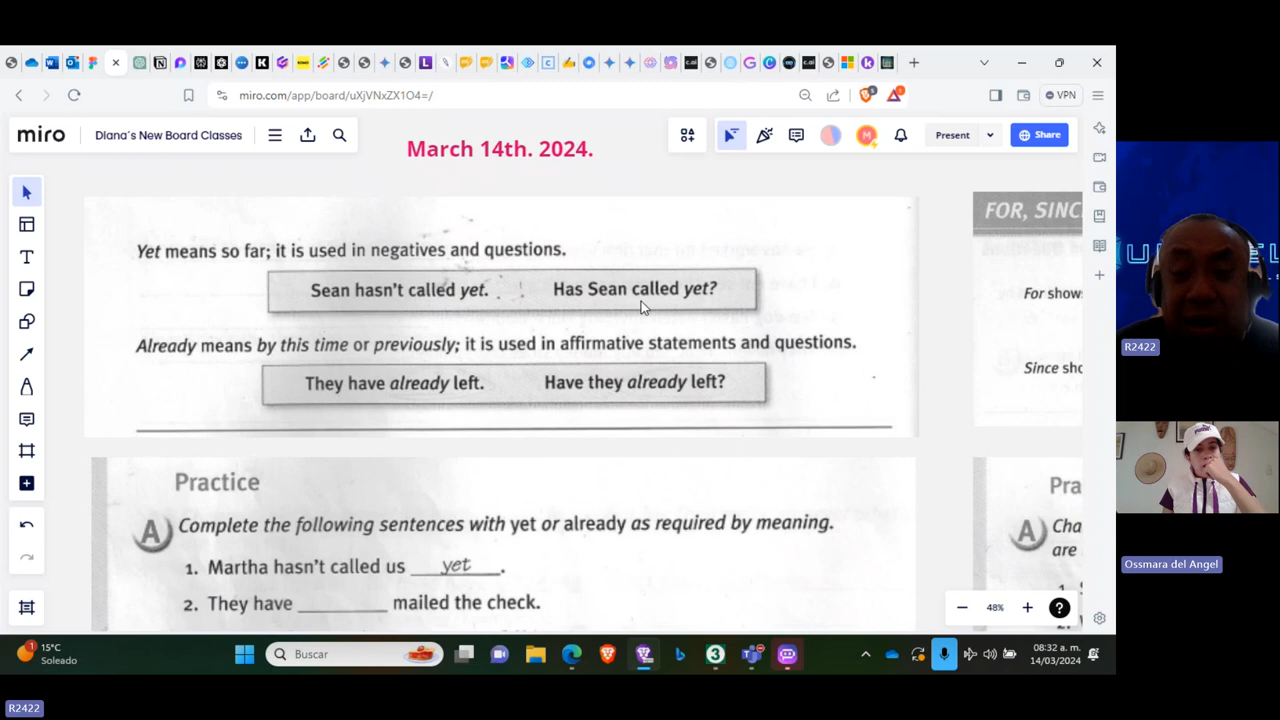 miro.com/app/board/uXjVNxZX1O4=/
VPN
miro
DIana's New Board Classes
March 14th. 2024.
Present
Share
Yet means so far; it is used in negatives and questions.
Sean hasn't called yet. Has Sean called yet?
Already means by this time or previously; it is used in affirmative statements and questions.
They have already left. Have they already left?
FOR, SINC
For shows
Since sho
Practice
A Complete the following sentences with yet or already as required by meaning.
1. Martha hasn't called us yet.
2. They have ________ mailed the check.
Pra
A Cha
are
48%
R2422
Ossmara del Angel
15°C
Soleado
Buscar
08:32 a. m.
14/03/2024
R2422